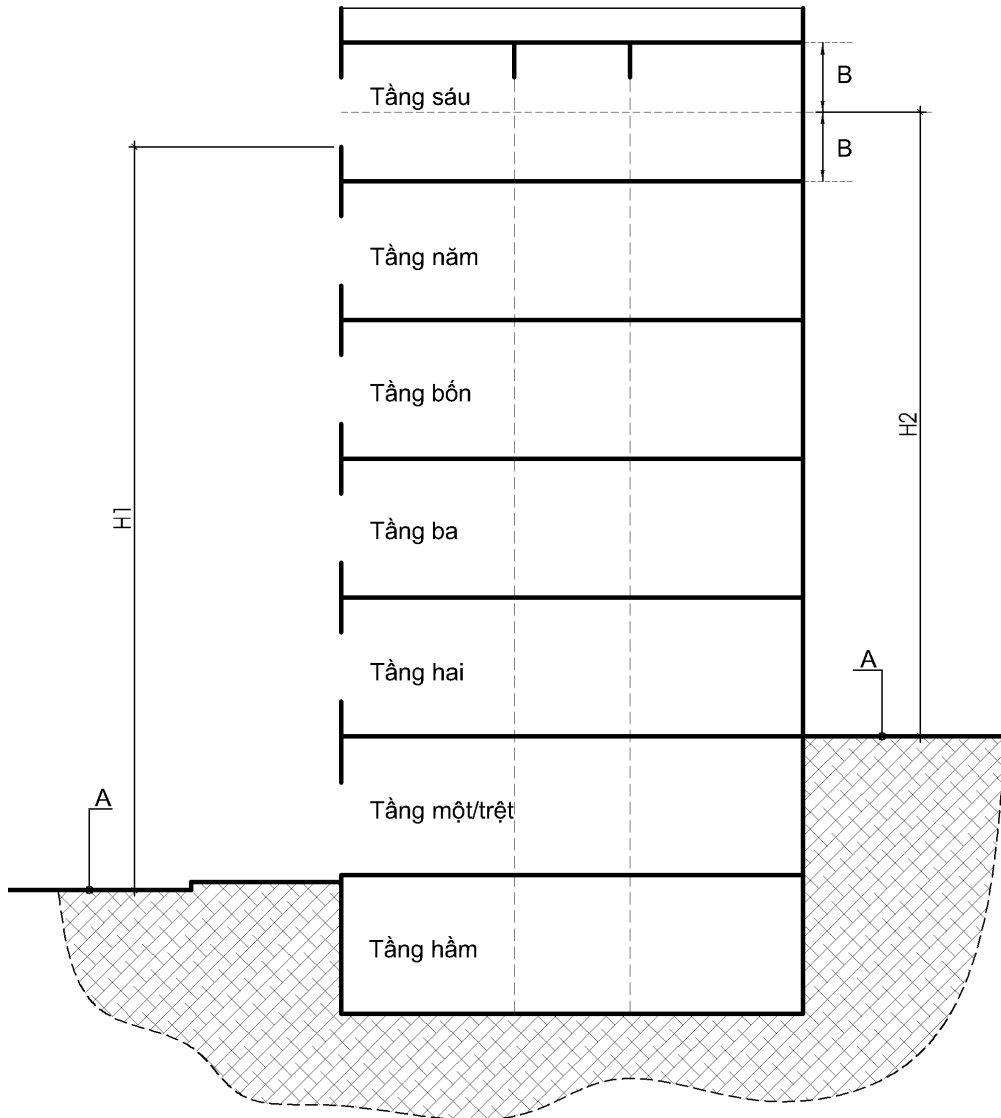 B
Tầng sáu
B
Tầng năm
Tầng bốn
H2
H1
Tầng ba
Tầng hai
A
A
Tầng một/trệt
Tầng hầm